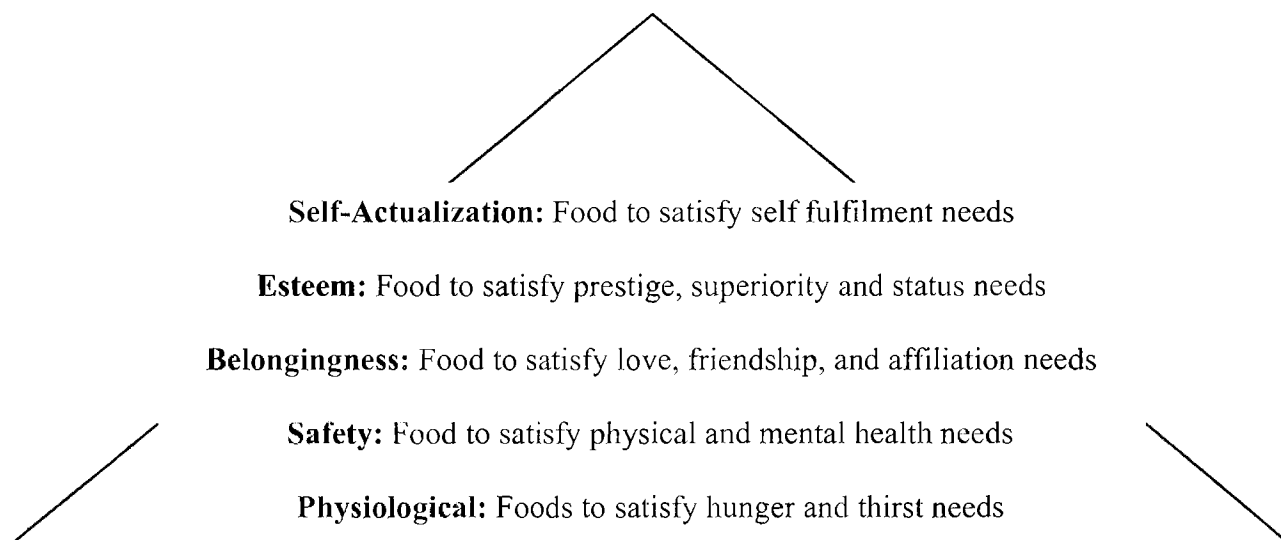 Self-Actualization: Food to satisfy self fulfilment needs
Esteem: Food to satisfy prestige, superiority and status needs
Belongingness: Food to satisfy love, friendship, and affiliation needs
Safety: Food to satisfy physical and mental health needs
Physiological: Foods to satisfy hunger and thirst needs